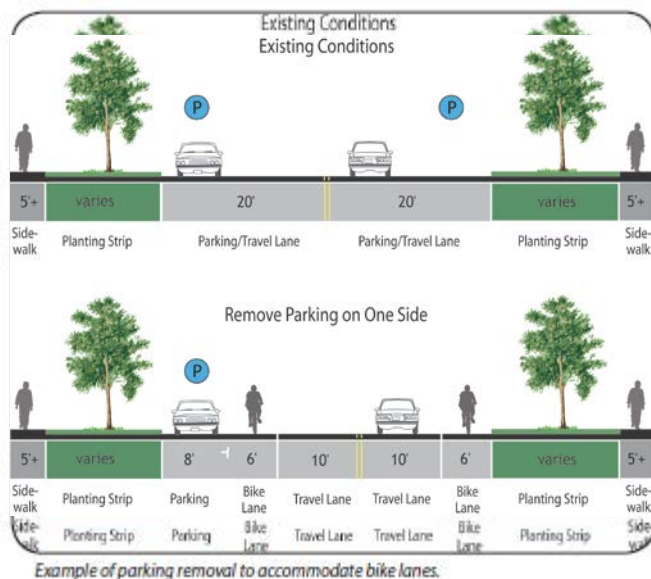 Existing Conditions
Existing Conditions
P P
5'+ varies 20' 20' varies 5'+
Side-walk Planting Strip Parking/Travel Lane Parking/Travel Lane Planting Strip Side-walk
Remove Parking on One Side
P
5'+ varies 8' 6' 10' 10' 6' varies 5'+
Side-walk Planting Strip Parking Bike Lane Travel Lane Travel Lane Bike Lane Planting Strip Side-walk
Side-walk Planting Strip Parking Bike Lane Travel Lane Travel Lane Bike Lane Planting Strip Side-walk
Example of parking removal to accommodate bike lanes.